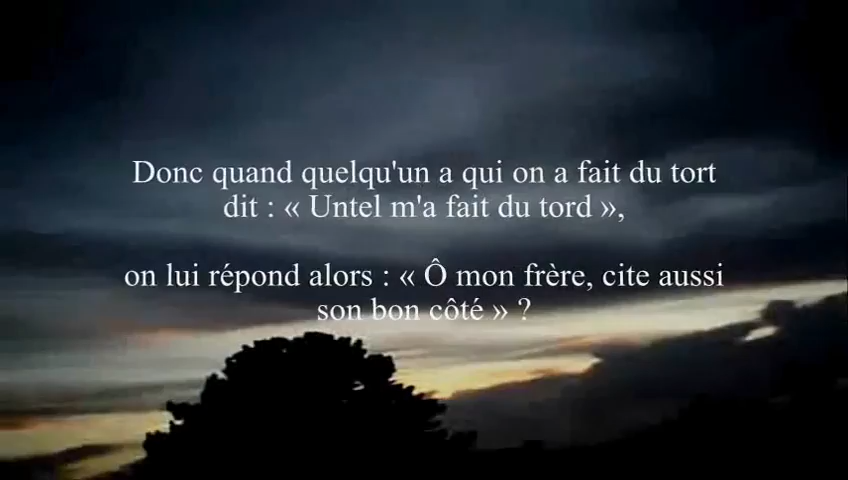 Donc quand quelqu'un a qui on a fait du tort
dit : « Untel m'a fait du tord »,
on lui répond alors : « Ô mon frère, cite aussi
son bon côté » ?